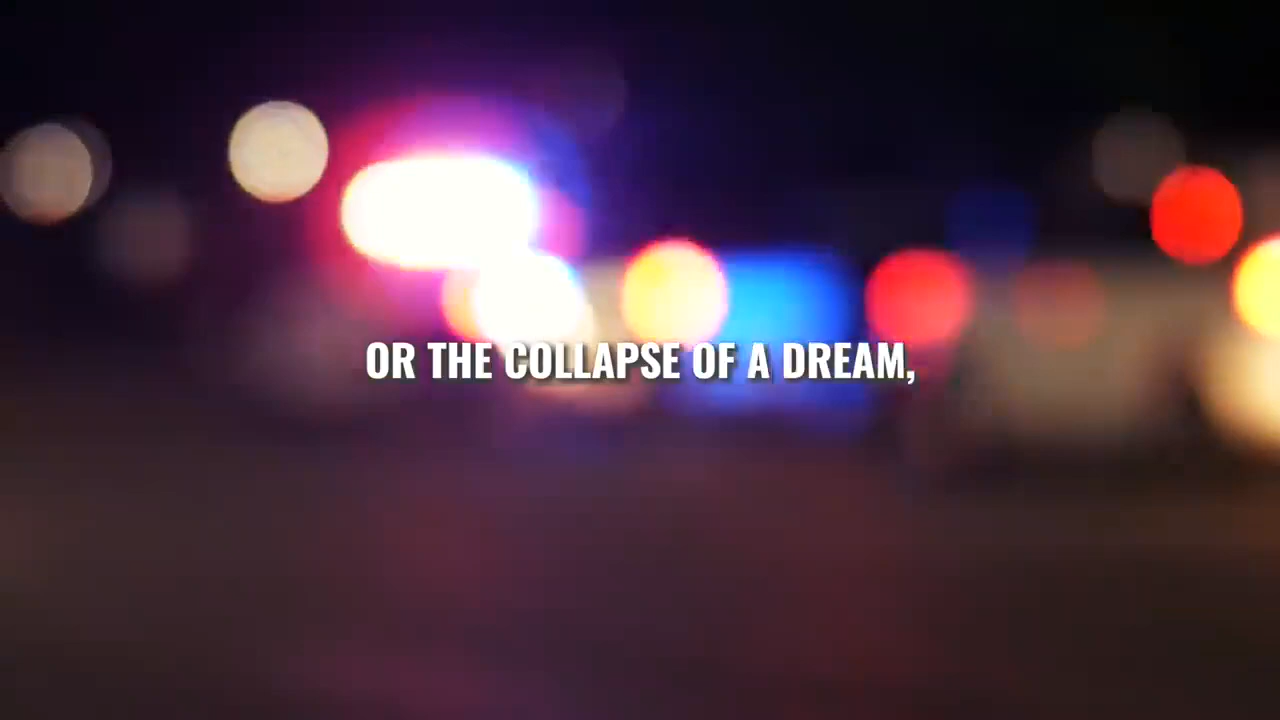 OR THE COLLAPSE OF A DREAM,